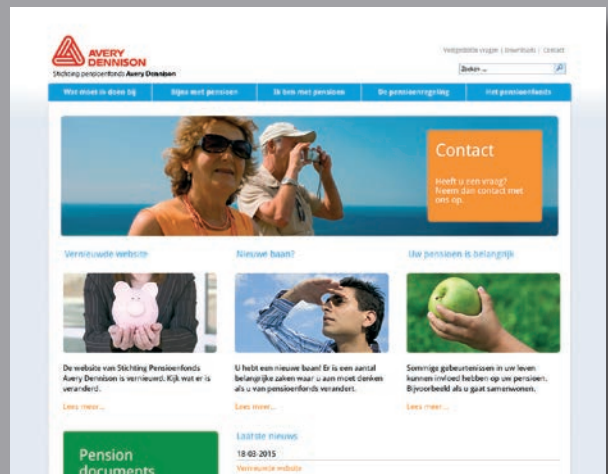 AVERY
DENNISON
Stichting pensioenfonds Avery Dennison
Veelgestelde vragen | Downloads | Contact
Zoeken ...
Wat moet ik doen bij
Bijna met pensioen
Ik ben met pensioen
De pensioenregeling
Het pensioenfonds
Contact
Heeft u een vraag?
Neem dan contact met
ons op.
Vernieuwde website
Nieuwe baan?
Uw pensioen is belangrijk
De website van Stichting Pensioenfonds
Avery Dennison is vernieuwd. Kijk wat er is
veranderd.
Lees meer...
U hebt een nieuwe baan! Er is een aantal
belangrijke zaken waar u aan moet denken
als u van pensioenfonds verandert.
Lees meer...
Sommige gebeurtenissen in uw leven
kunnen invloed hebben op uw pensioen.
Bijvoorbeeld als u gaat samenwonen.
Lees meer...
Pension
documents
Laatste nieuws
18-03-2015
Vernieuwde website